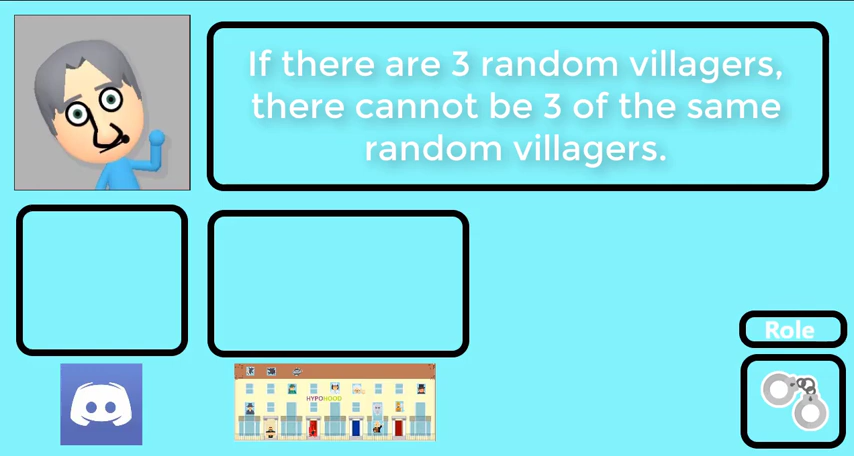 If there are 3 random villagers,
there cannot be 3 of the same
random villagers.
Role
HYPOHOOD